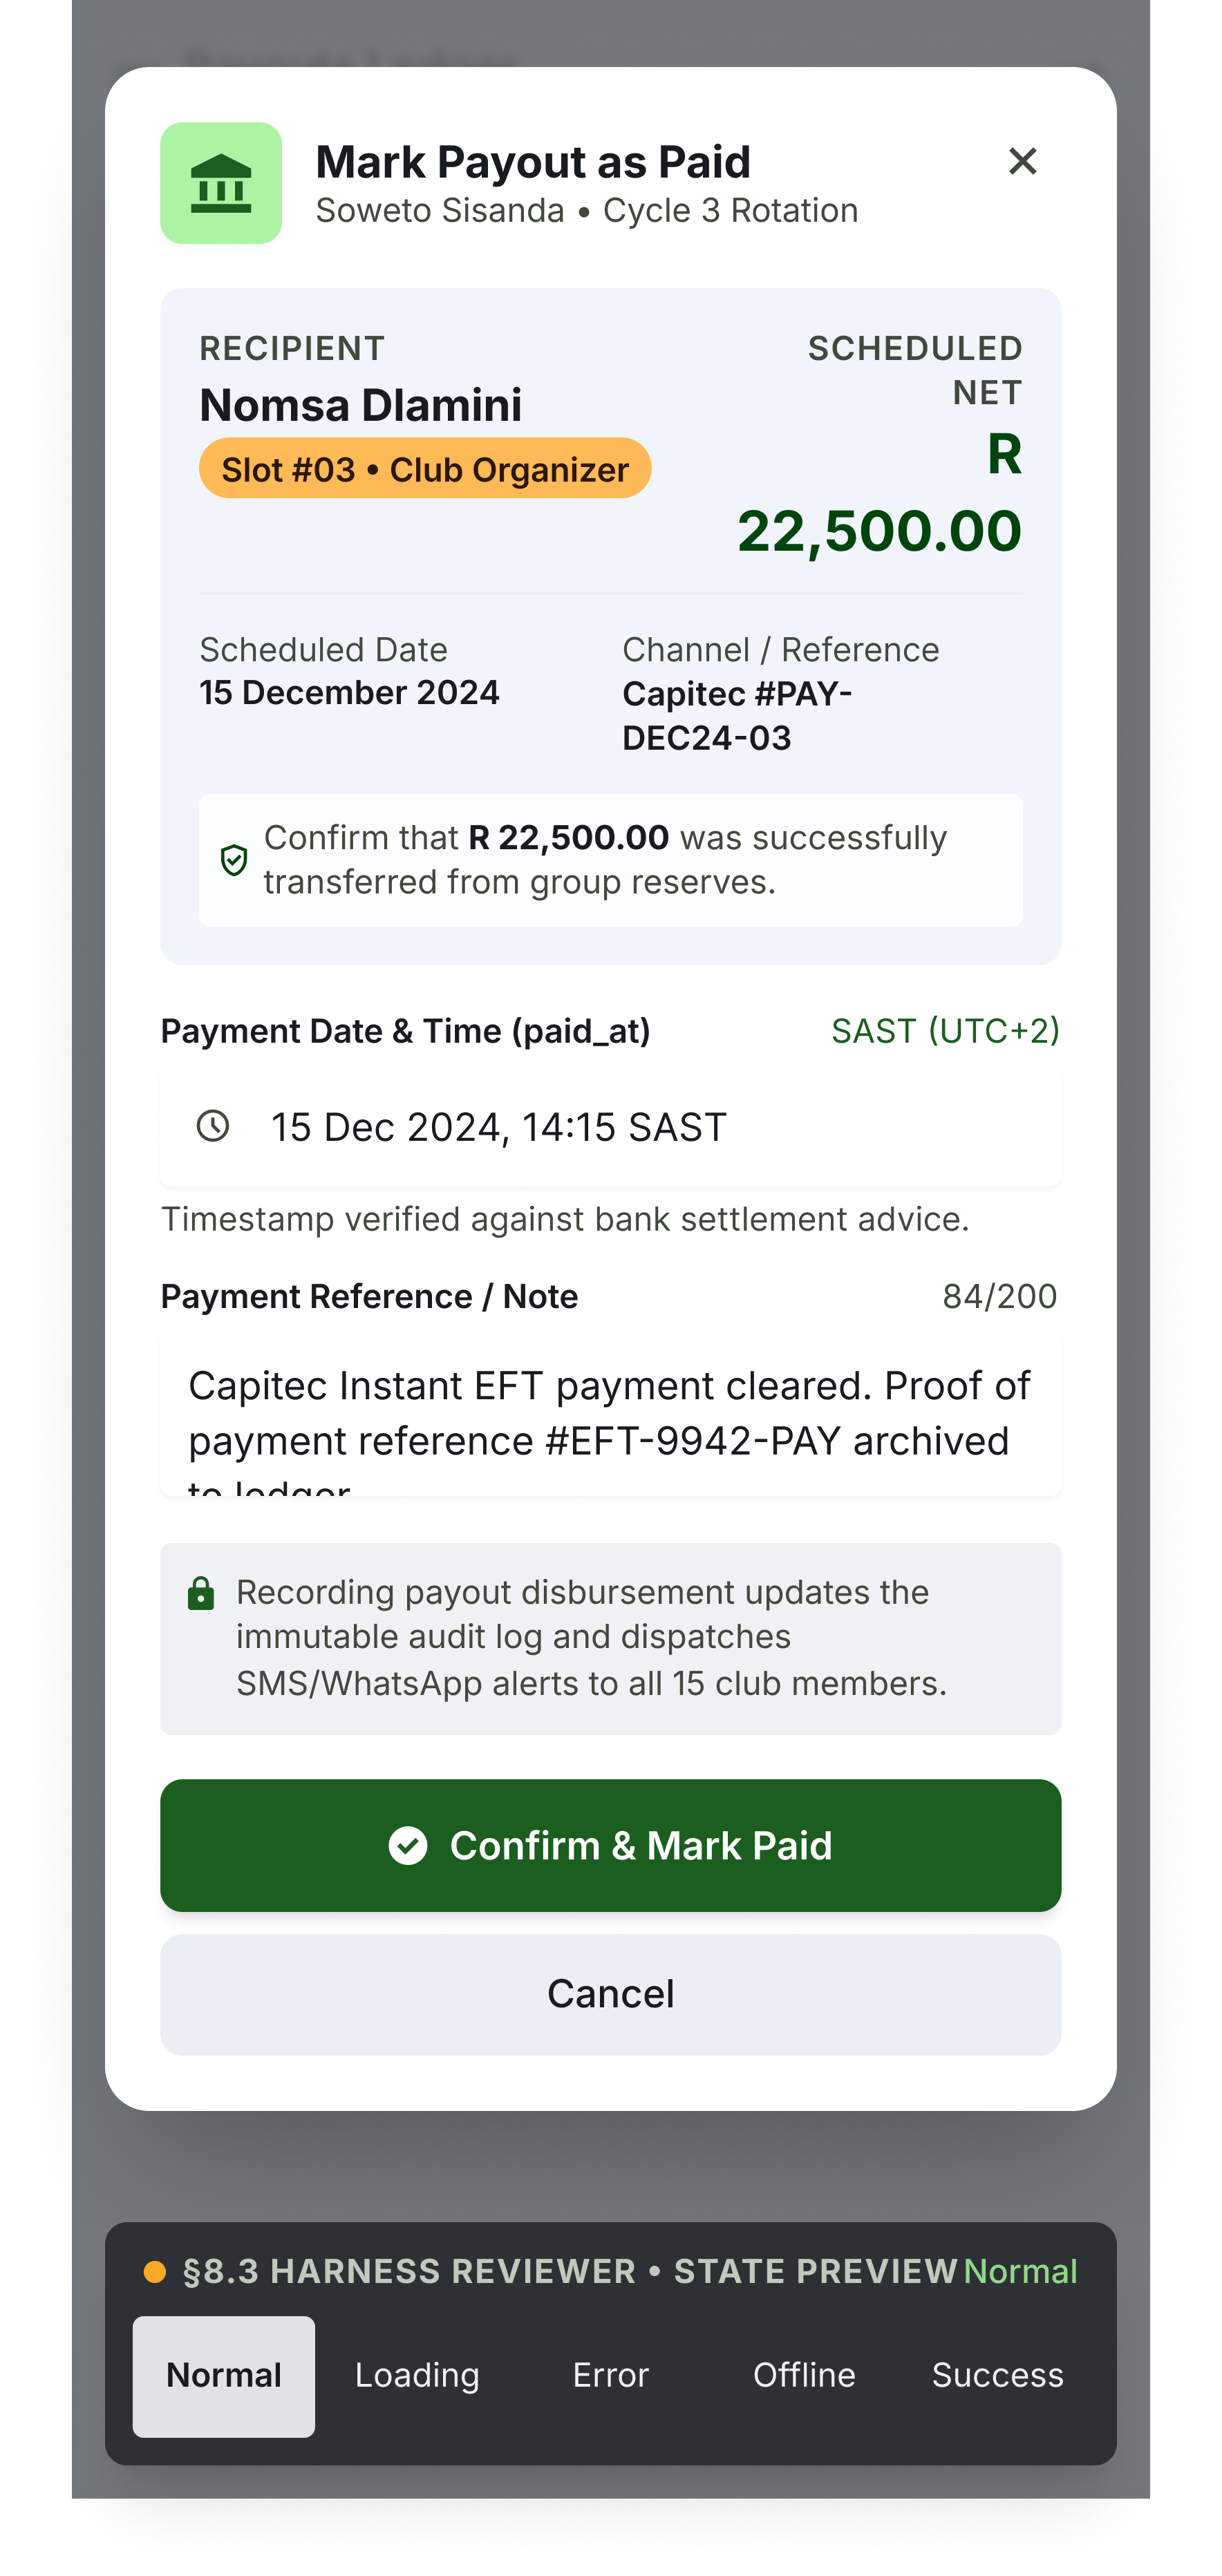 Mark Payout as Paid
Soweto Sisanda • Cycle 3 Rotation
RECIPIENT
Nomsa Dlamini
Slot #03 • Club Organizer
SCHEDULED
NET
R
22,500.00
Scheduled Date
15 December 2024
Channel / Reference
Capitec #PAY-
DEC24-03
Confirm that R 22,500.00 was successfully
transferred from group reserves.
Payment Date & Time (paid_at)
SAST (UTC+2)
15 Dec 2024, 14:15 SAST
Timestamp verified against bank settlement advice.
Payment Reference / Note
84/200
Capitec Instant EFT payment cleared. Proof of
payment reference #EFT-9942-PAY archived
to ledger
Recording payout disbursement updates the
immutable audit log and dispatches
SMS/WhatsApp alerts to all 15 club members.
Confirm & Mark Paid
Cancel
§8.3 HARNESS REVIEWER • STATE PREVIEW
Normal
Normal
Loading
Error
Offline
Success